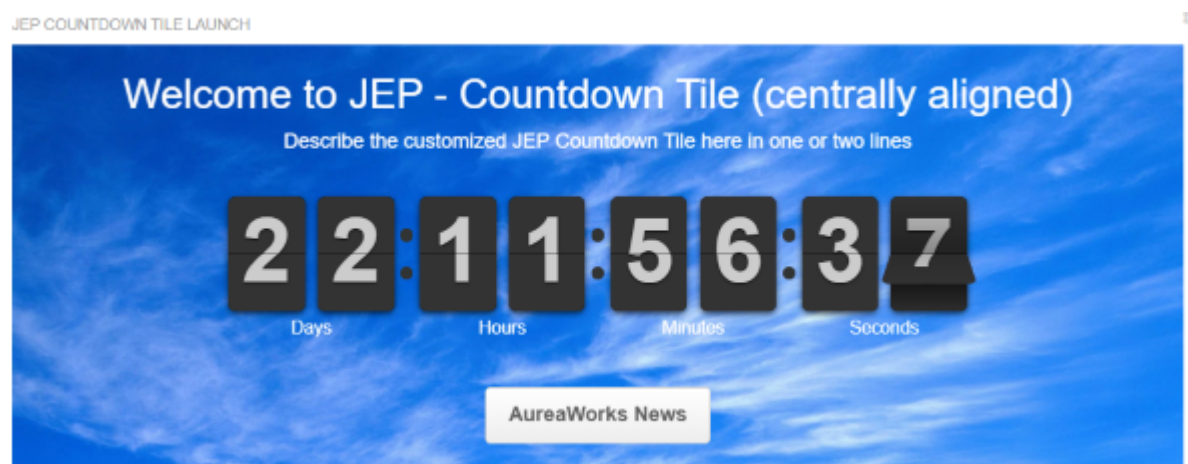 JEP COUNTDOWN TILE LAUNCH
Welcome to JEP - Countdown Tile (centrally aligned)
Describe the customized JEP Countdown Tile here in one or two lines
22:11:56:37
Days Hours Minutes Seconds
AureaWorks News